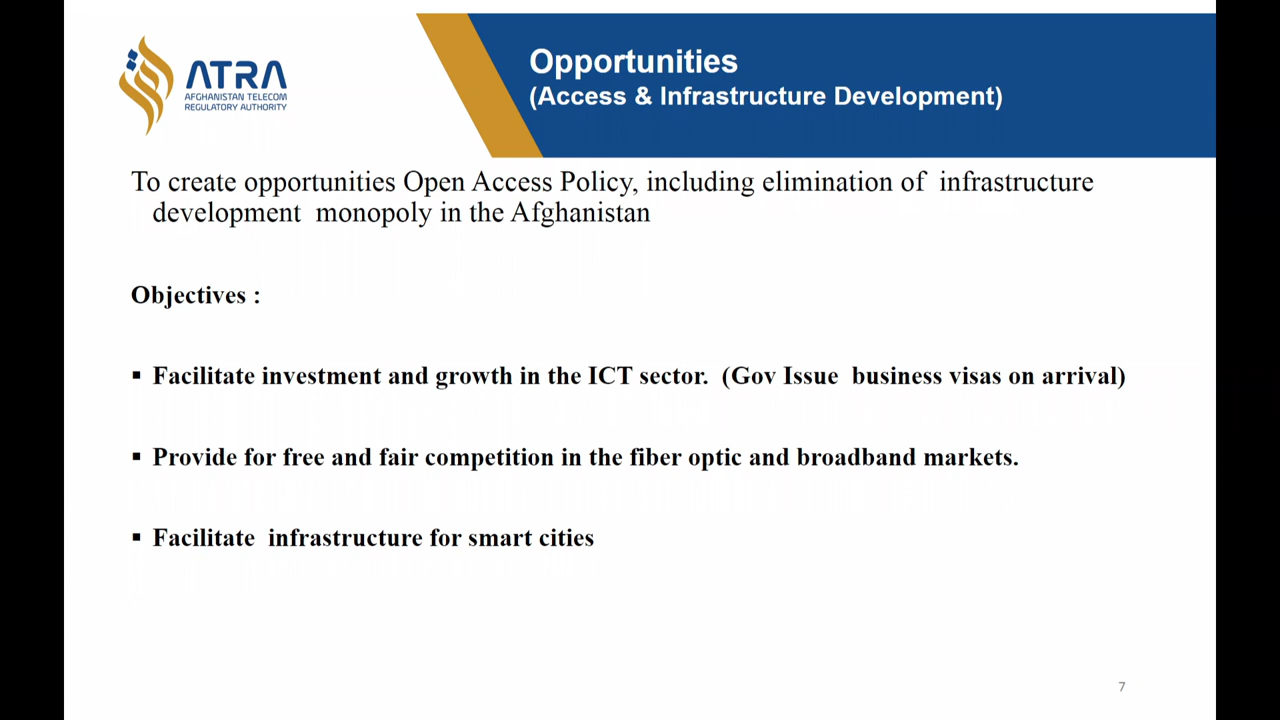 ATRA
AFGHANISTAN TELECOM
REGULATORY AUTHORITY
Opportunities
(Access & Infrastructure Development)
To create opportunities Open Access Policy, including elimination of infrastructure
development monopoly in the Afghanistan
Objectives :
▪ Facilitate investment and growth in the ICT sector. (Gov Issue business visas on arrival)
▪ Provide for free and fair competition in the fiber optic and broadband markets.
▪ Facilitate infrastructure for smart cities
7